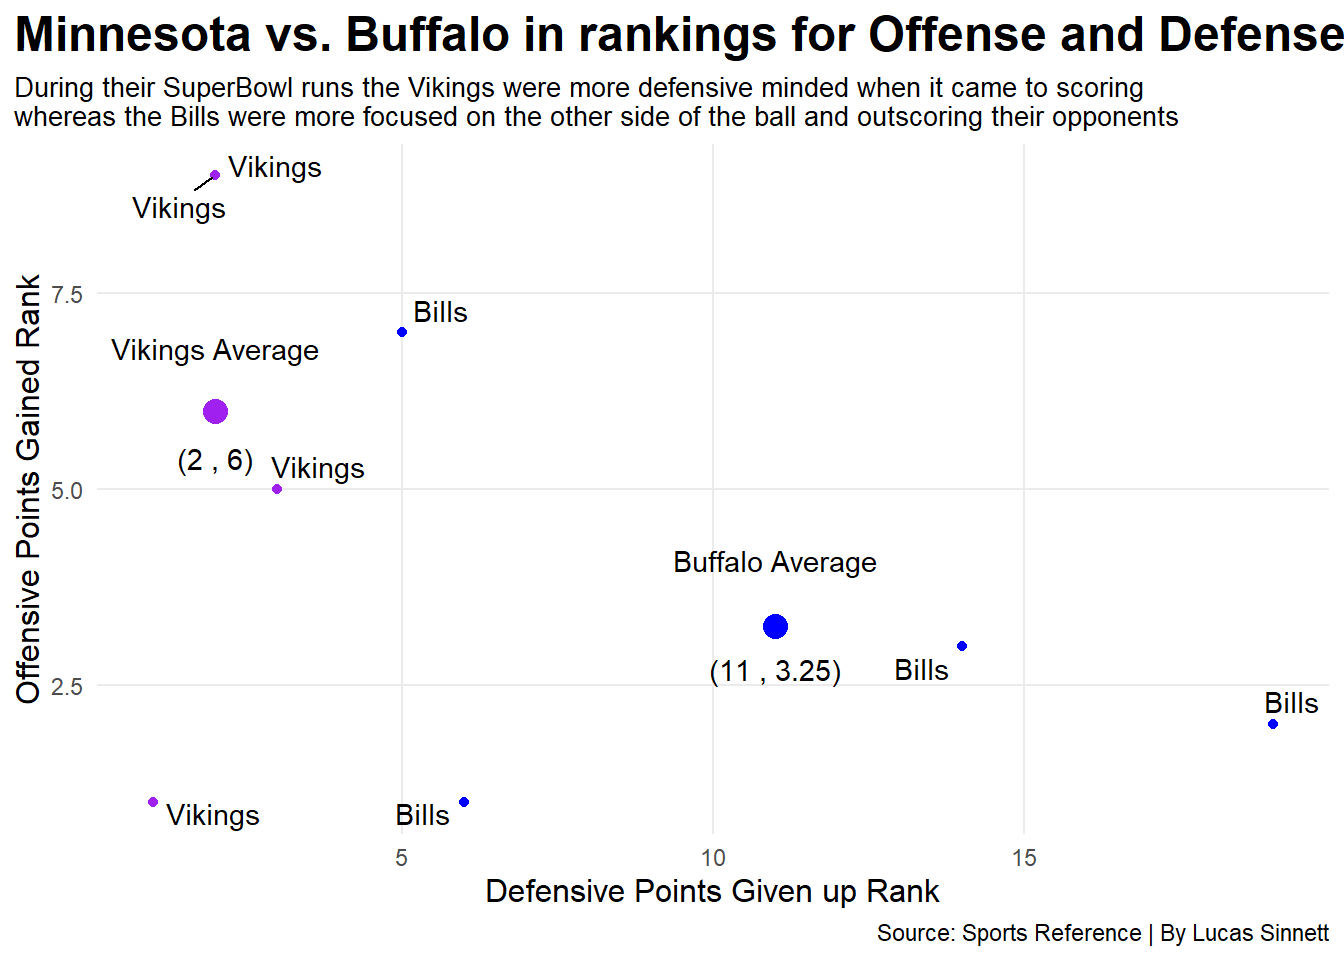 Minnesota vs. Buffalo in rankings for Offense and Defense
During their SuperBowl runs the Vikings were more defensive minded when it came to scoring
whereas the Bills were more focused on the other side of the ball and outscoring their opponents
Vikings
Vikings
7.5
Bills
Vikings Average
(2 , 6)
Vikings
5.0
Buffalo Average
(11 , 3.25)
Bills
2.5
Bills
Vikings
Bills
Offensive Points Gained Rank
5
10
15
Defensive Points Given up Rank
Source: Sports Reference | By Lucas Sinnett